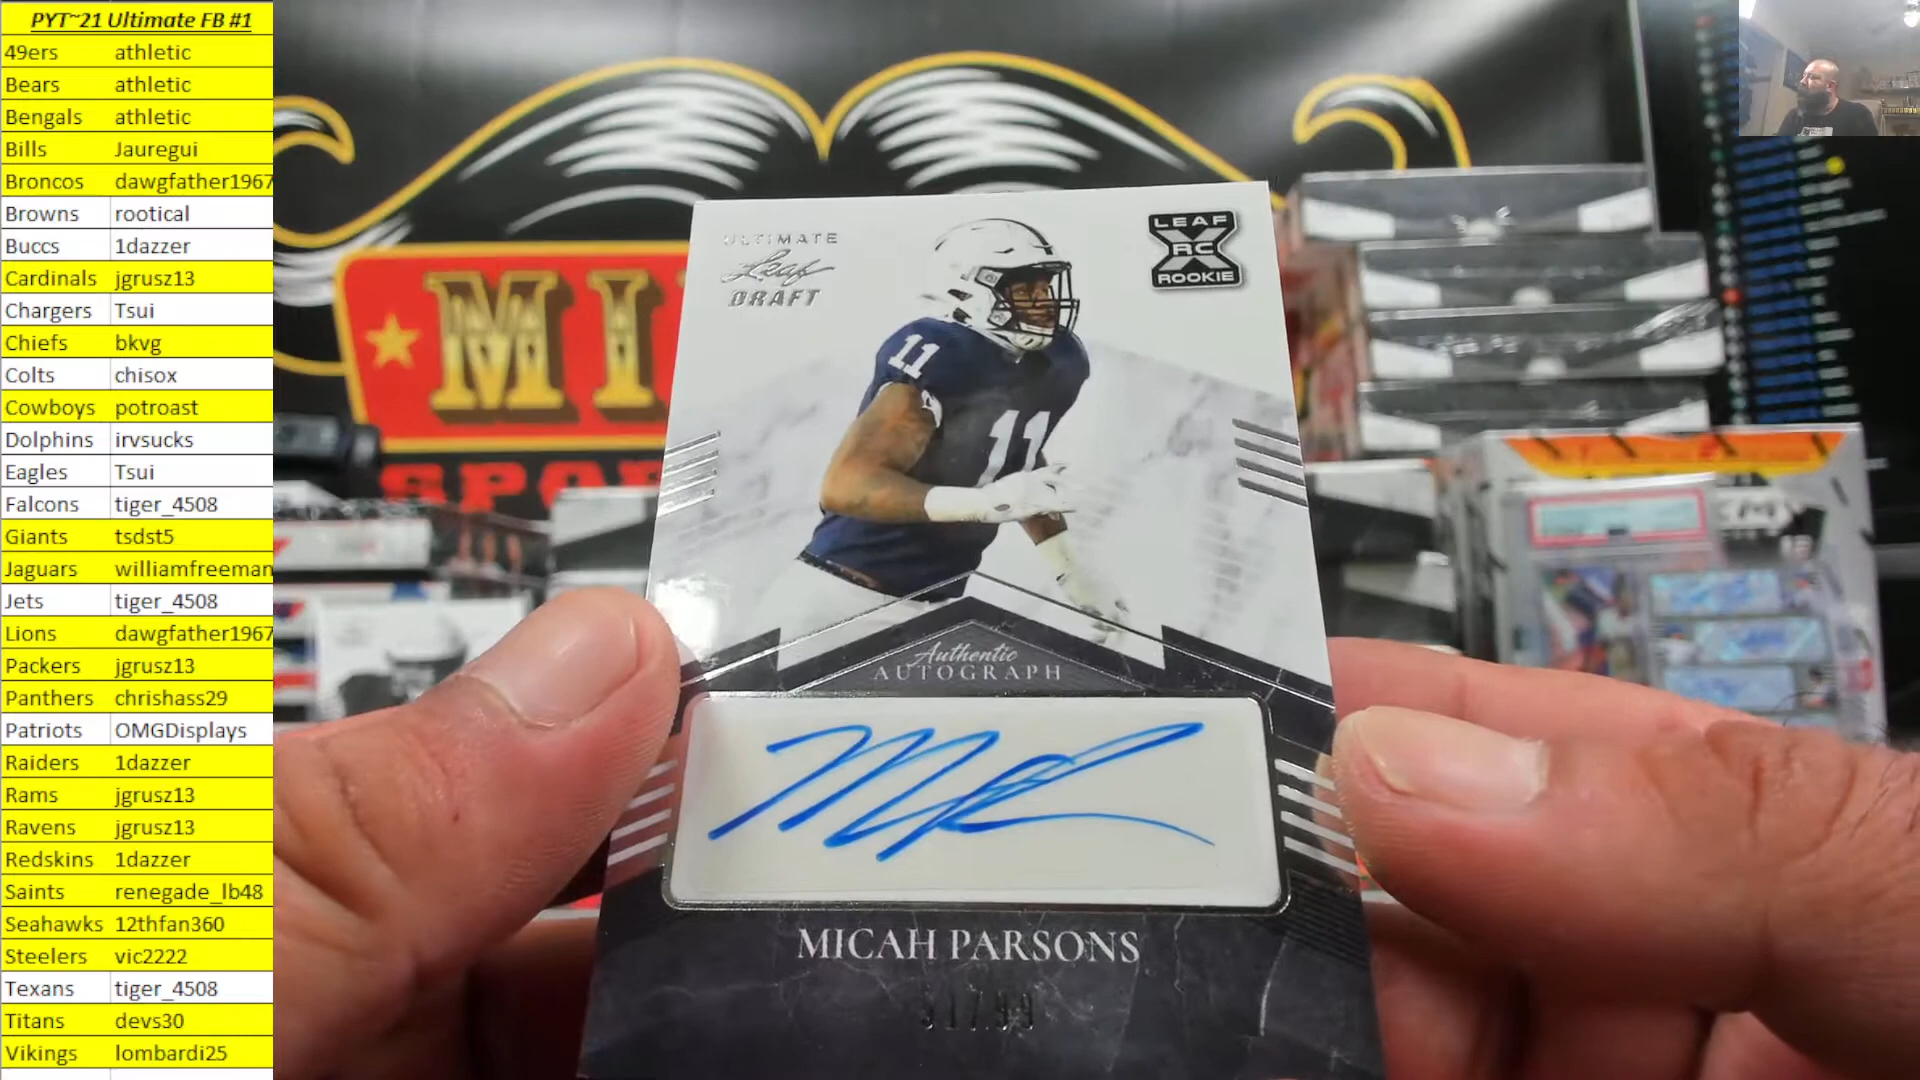 PYT~21 Ultimate FB #1
49ers athletic
Bears athletic
Bengals athletic
Bills Jauregui
Broncos dawgfather1967
Browns rootical
Buccs 1dazzer
Cardinals jgrusz13
Chargers Tsui
Chiefs bkvg
Colts chisox
Cowboys potroast
Dolphins irvsucks
Eagles Tsui
Falcons tiger_4508
Giants tsdst5
Jaguars williamfreeman
Jets tiger_4508
Lions dawgfather1967
Packers jgrusz13
Panthers chrishass29
Patriots OMGDisplays
Raiders 1dazzer
Rams jgrusz13
Ravens jgrusz13
Redskins 1dazzer
Saints renegade_lb48
Seahawks 12thfan360
Steelers vic2222
Texans tiger_4508
Titans devs30
Vikings lombardi25
MI
SPO
ULTIMATE
Leaf
DRAFT
LEAF
RC
ROOKIE
11
11
Authentic
AUTOGRAPH
MICAH PARSONS